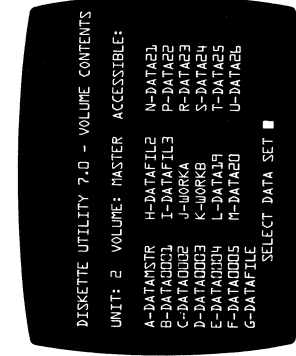 DISKETTE UTILITY 7.0 - VOLUME CONTENTS
UNIT: 2 VOLUME: MASTER ACCESSIBLE:
A-DATAMSTR H-DATAFIL2 N-DATA21
B-DATA0001 I-DATAFIL3 P-DATA22
C-DATA0002 J-WORKA R-DATA23
D-DATA0003 K-WORKB S-DATA24
E-DATA0004 L-DATA19 T-DATA25
F-DATA0005 M-DATA20 U-DATA26
G-DATAFILE
SELECT DATA SET